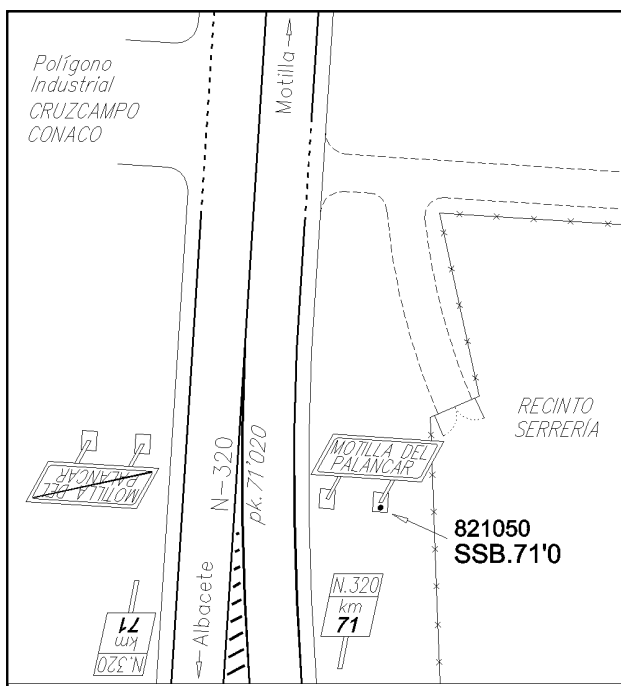 Polígono
Industrial
CRUZCAMPO
CONACO
Motilla
RECINTO
SERRERÍA
MOTILLA DEL
PALANCAR
MOTILLA DEL
PALANCAR
N-320
pk.71'020
821050
SSB.71'0
Albacete
N.320
km
71
N.320
km
71